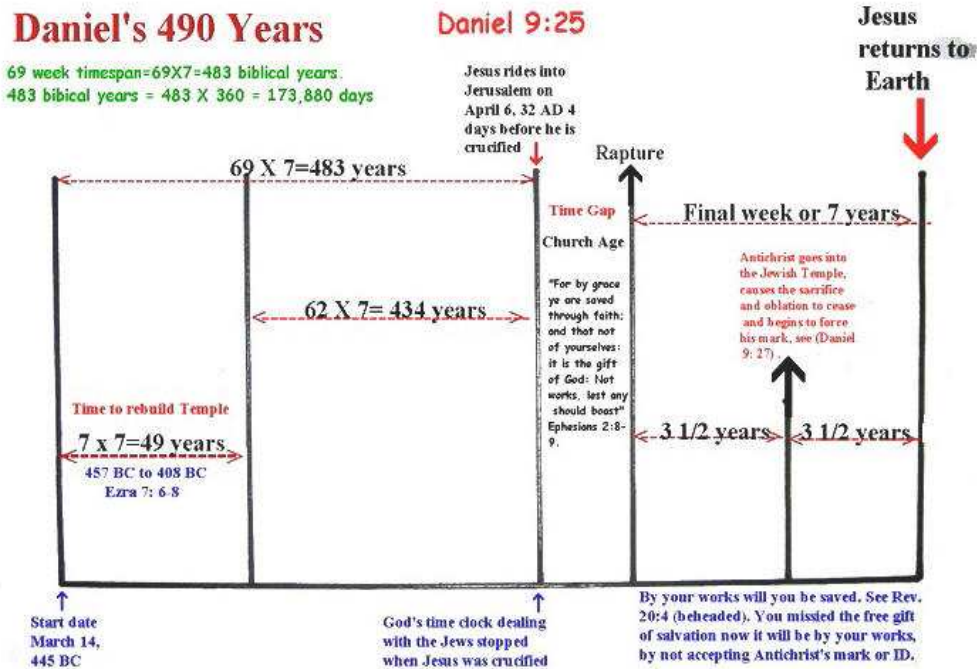 Daniel's 490 Years
Daniel 9:25
69 week timespan=69X7=483 biblical years.
483 bibical years = 483 X 360 = 173,880 days
Jesus rides into
Jerusalem on
April 6, 32 AD 4
days before he is
crucified
Jesus
returns to
Earth
Rapture
69 X 7=483 years
Time Gap
Church Age
"For by grace
ye are saved
through faith;
and that not
of yourselves:
it is the gift
of God: Not
works, lest any
should boast"
Ephesians 2:8-
9.
Final week or 7 years
Antichrist goes into
the Jewish Temple,
causes the sacrifice
and oblation to cease
and begins to force
his mark, see (Daniel
9: 27) .
62 X 7= 434 years
Time to rebuild Temple
7 x 7=49 years
457 BC to 408 BC
Ezra 7: 6-8
3 1/2 years
3 1/2 years
Start date
March 14,
445 BC
God's time clock dealing
with the Jews stopped
when Jesus was crucified
By your works will you be saved. See Rev.
20:4 (beheaded). You missied the free gift
of salvation now it will be by your works,
by not accepting Antichrist's mark or ID.